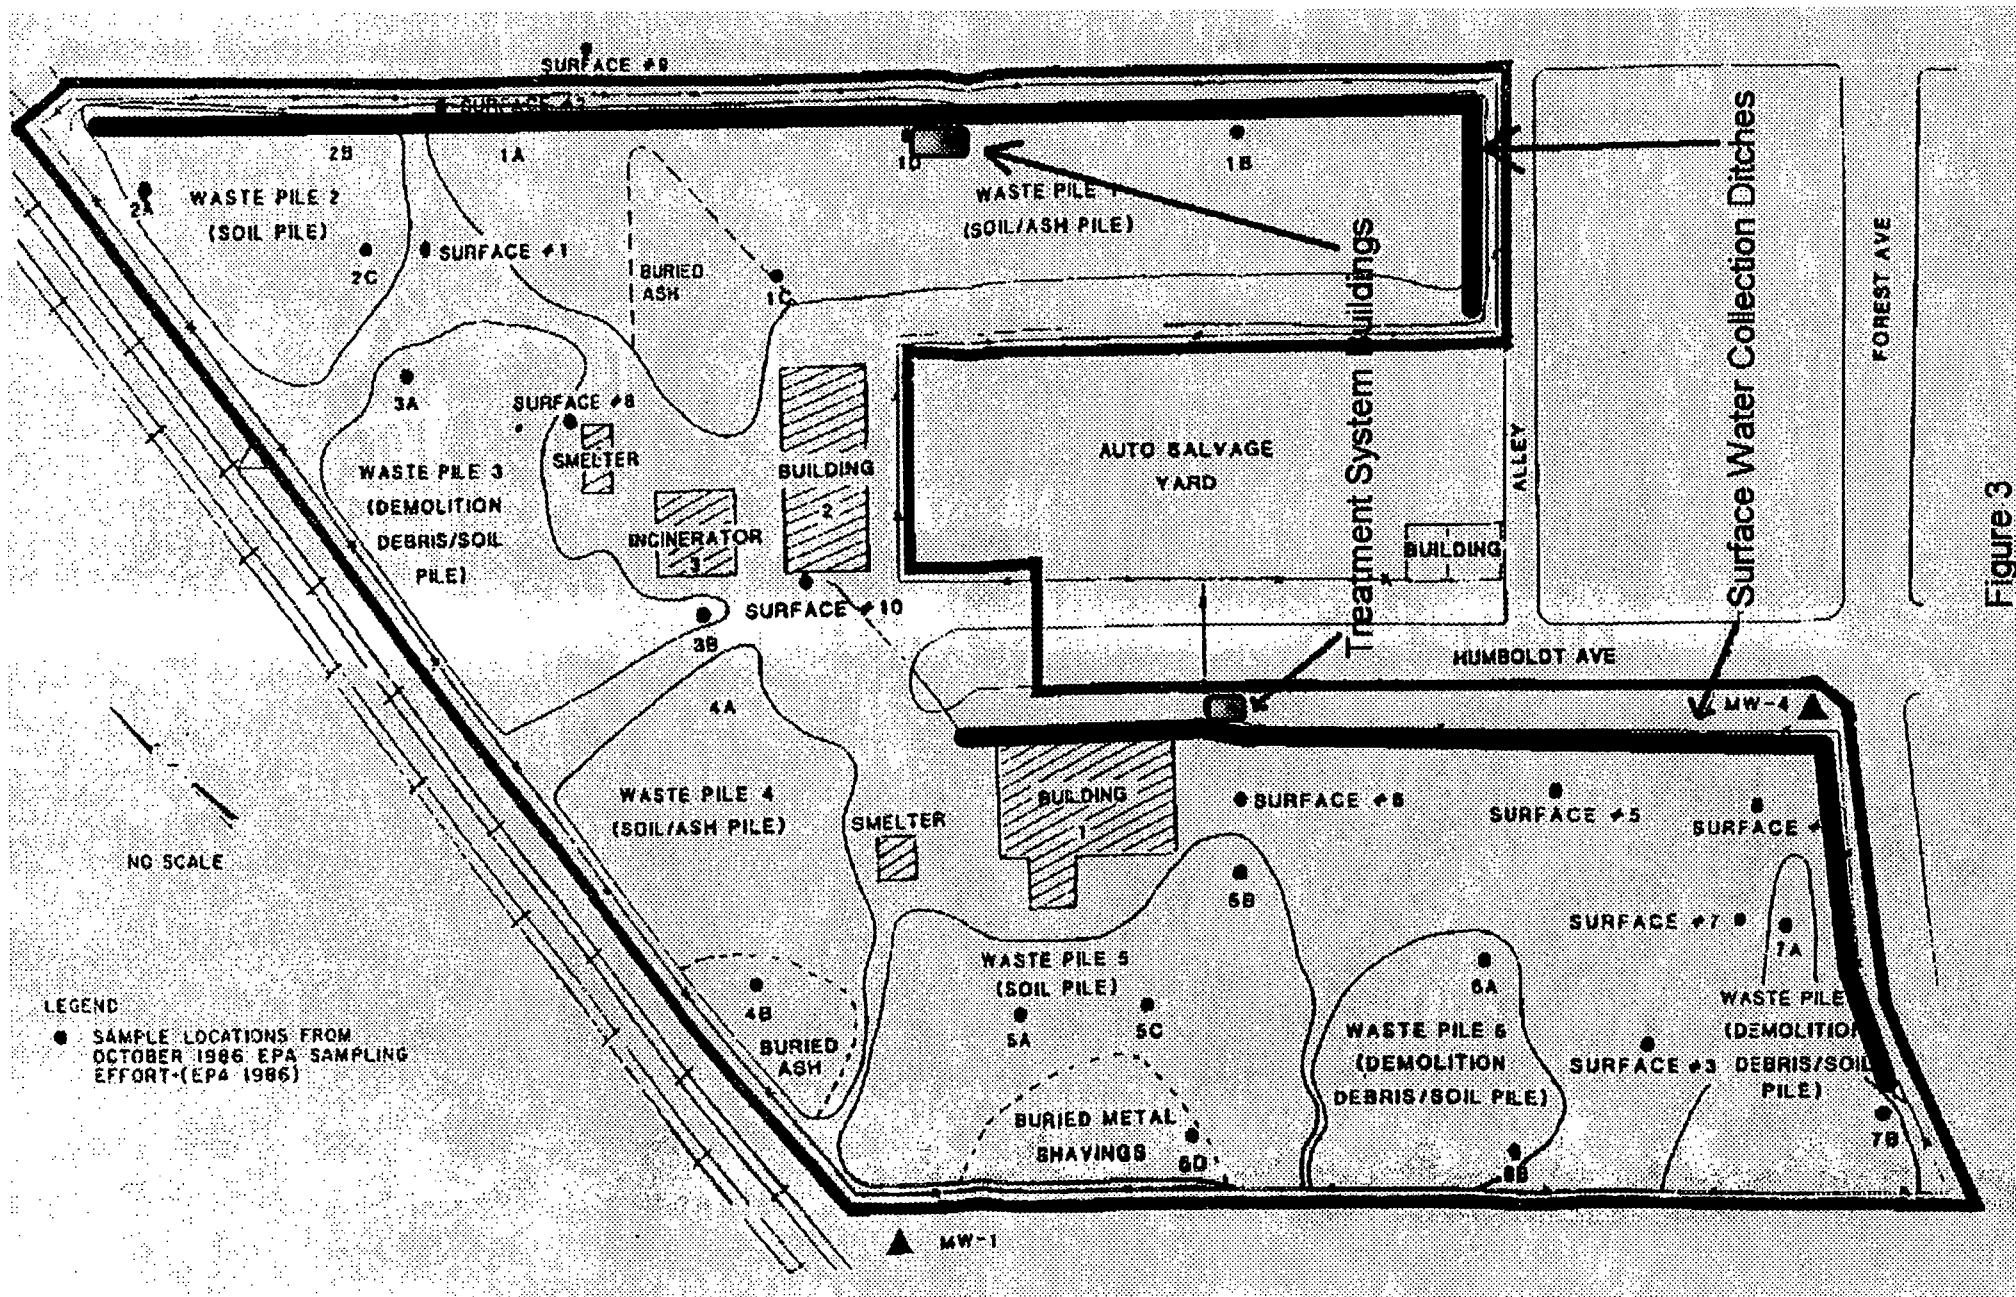 SURFACE #9
SURFACE #2
2B
1A
1D
1B
2A
WASTE PILE 2
(SOIL PILE)
2C
SURFACE #1
WASTE PILE 1
(SOIL/ASH PILE)
BURIED
ASH
1C
3A
SURFACE #8
SMELTER
WASTE PILE 3
(DEMOLITION
DEBRIS/SOIL
PILE)
INCINERATOR
3
BUILDING
2
SURFACE #10
3B
AUTO SALVAGE
YARD
BUILDING
ALLEY
FOREST AVE
HUMBOLDT AVE
Treatment System Buildings
Surface Water Collection Ditches
Figure 3
MW-4
4A
WASTE PILE 4
(SOIL/ASH PILE)
SMELTER
BUILDING
1
SURFACE #6
SURFACE #5
SURFACE #
NO SCALE
5B
SURFACE #7
7A
WASTE PILE 5
(SOIL PILE)
5A
5C
4B
BURIED
ASH
6A
WASTE PILE 6
(DEMOLITION
DEBRIS/SOIL PILE)
SURFACE #3
WASTE PILE
(DEMOLITION
DEBRIS/SOIL
PILE)
BURIED METAL
SHAVINGS
5D
6B
7B
LEGEND
SAMPLE LOCATIONS FROM
OCTOBER 1986 EPA SAMPLING
EFFORT-(EPA 1986)
MW-1